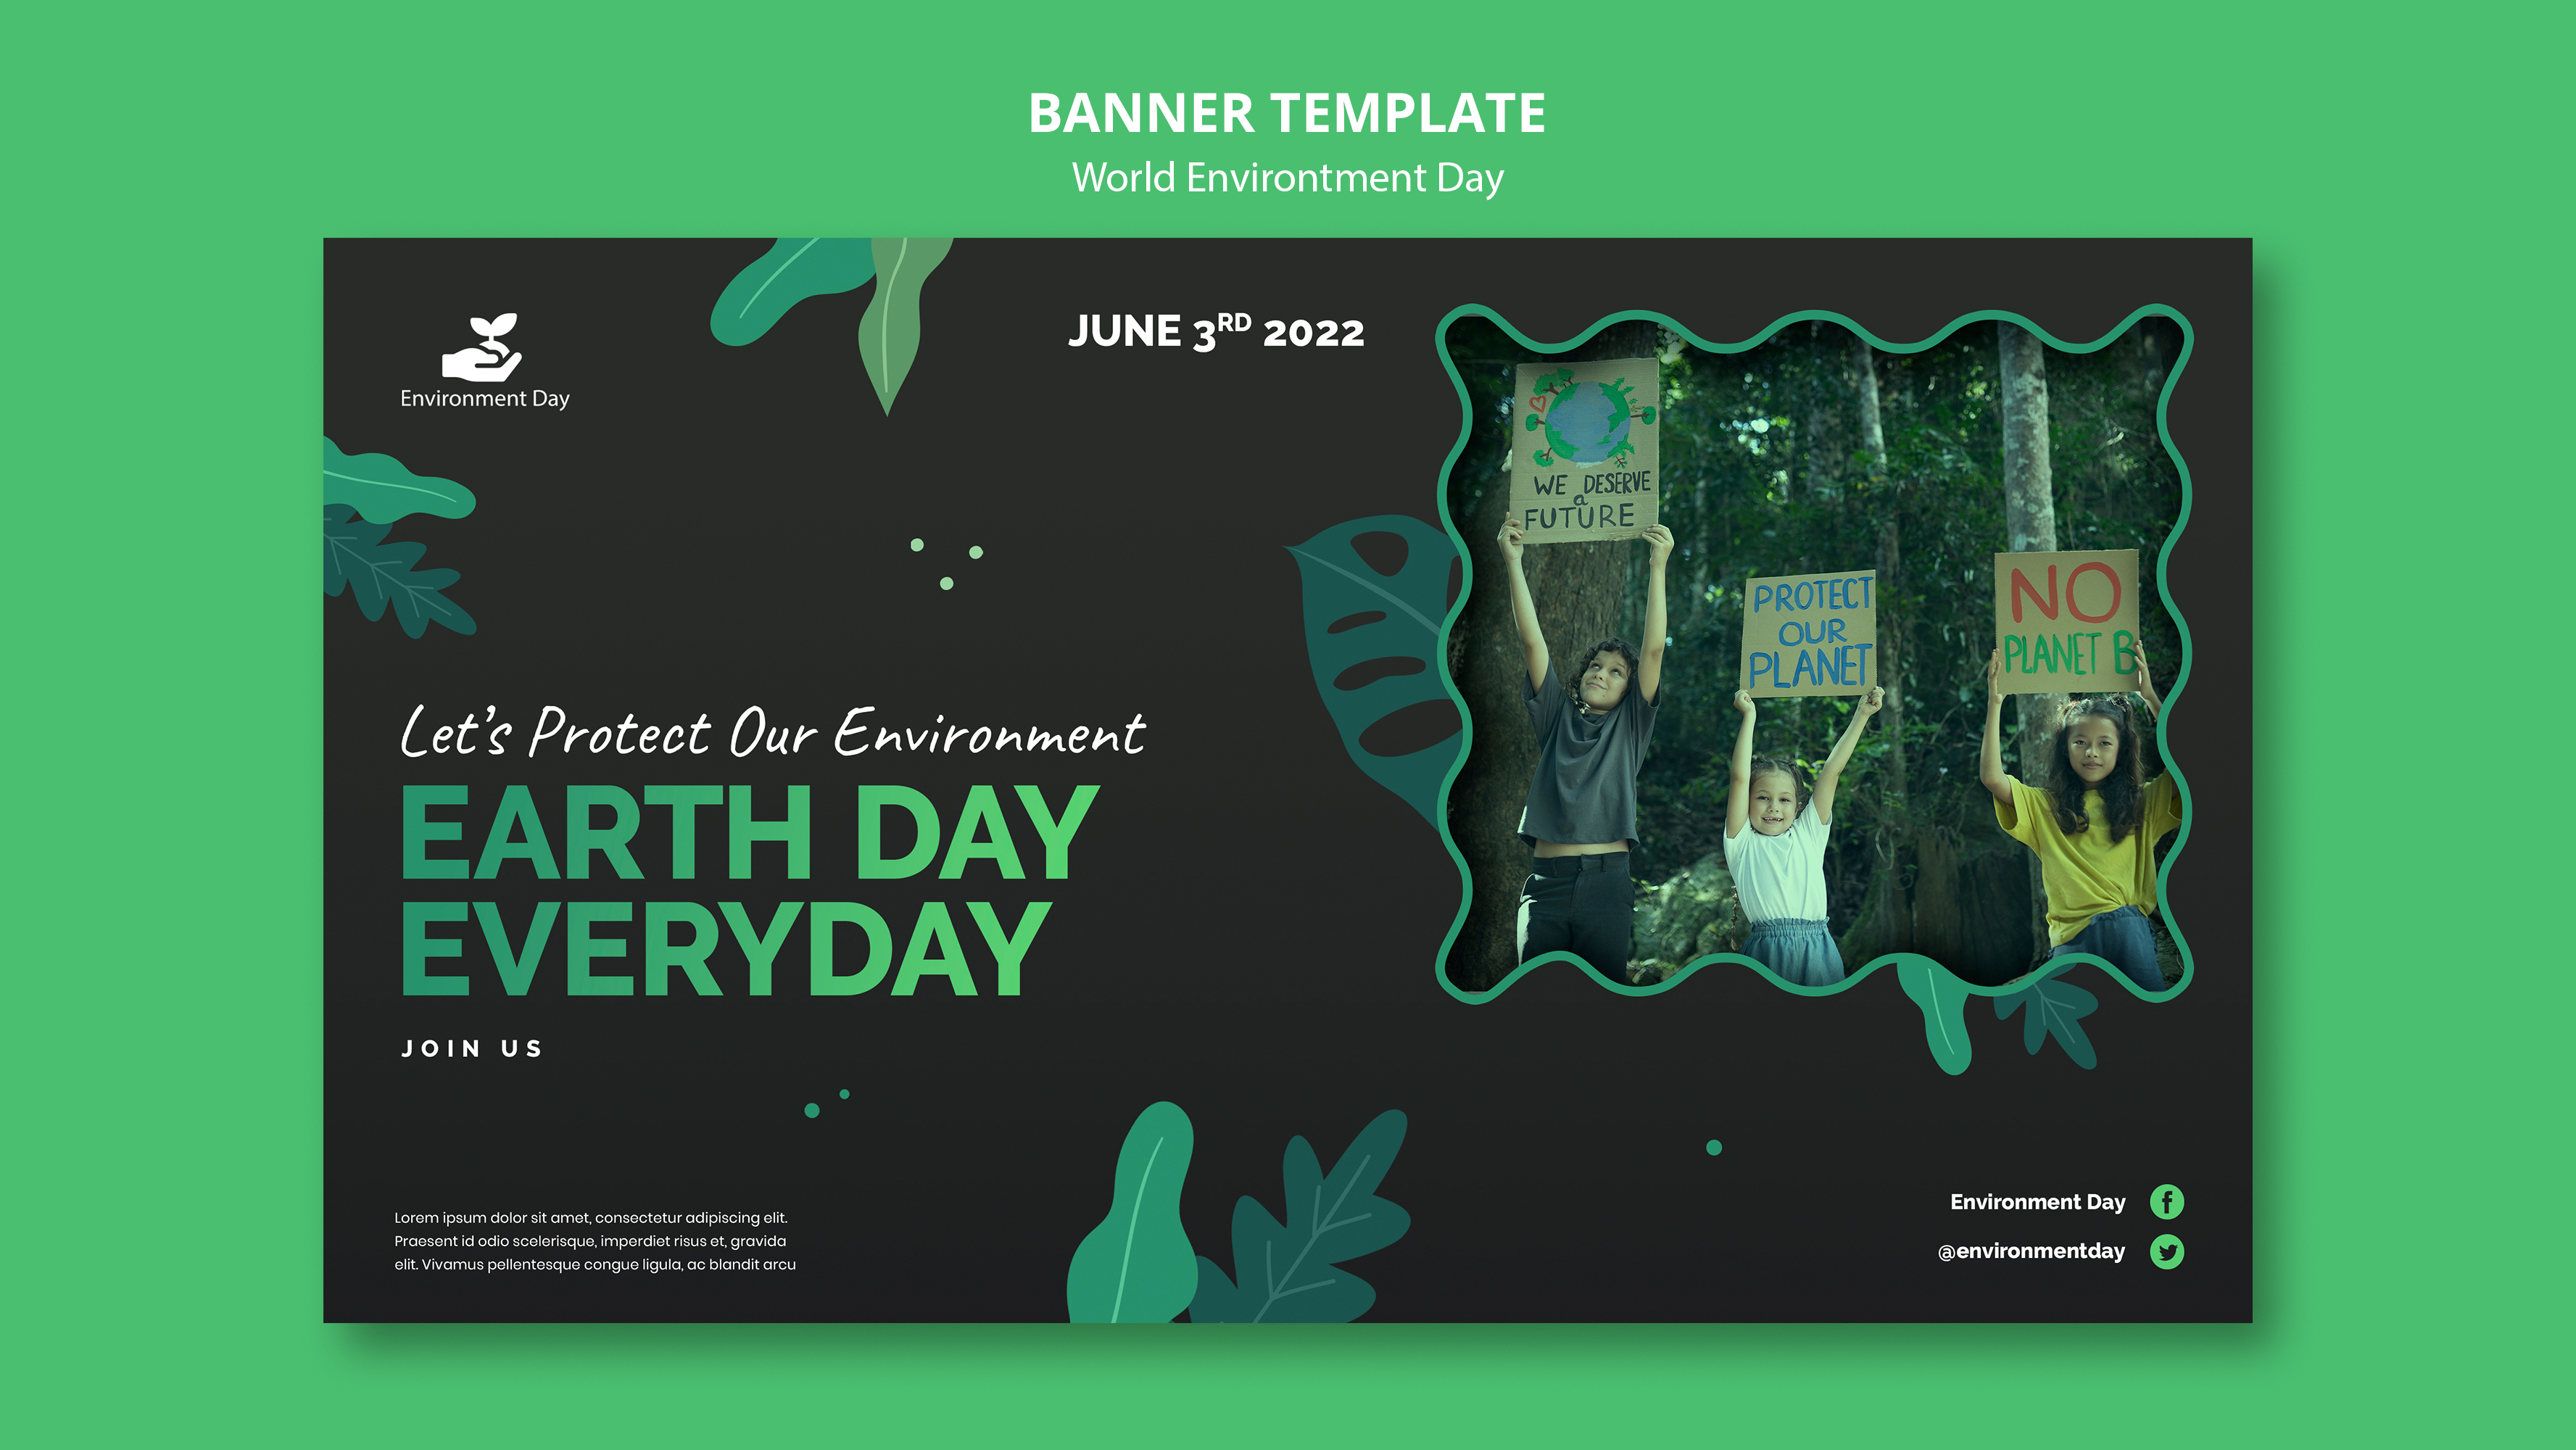 BANNER TEMPLATE
World Environtment Day
Environment Day
JUNE 3RD 2022
WE DESERVE
a
FUTURE
PROTECT
OUR
PLANET
NO
PLANET B
Let's Protect Our Environment
EARTH DAY
EVERYDAY
JOIN US
Lorem ipsum dolor sit amet, consectetur adipiscing elit.
Praesent id odio scelerisque, imperdiet risus et, gravida
elit. Vivamus pellentesque congue ligula, ac blandit arcu
Environment Day
@environmentday